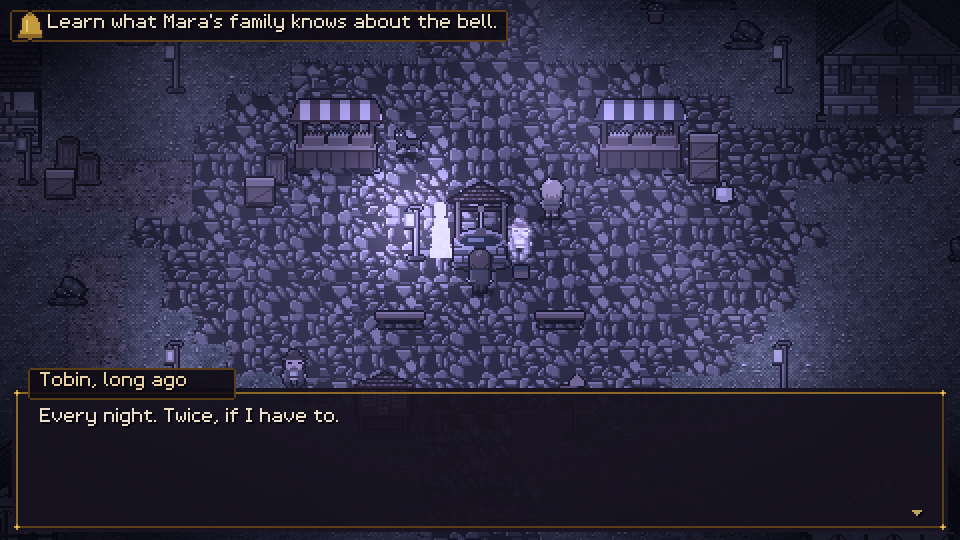 Learn what Mara's family knows about the bell.
Tobin, long ago
Every night. Twice, if I have to.